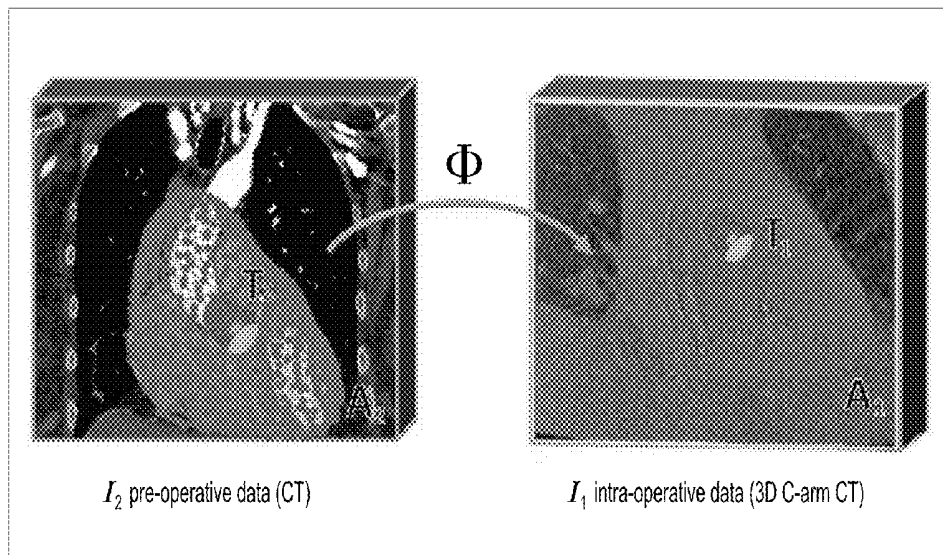 Φ
T
T
A
A
I₂ pre-operative data (CT)
I₁ intra-operative data (3D C-arm CT)